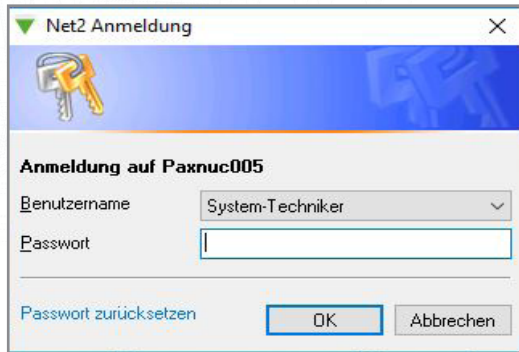 Net2 Anmeldung
Anmeldung auf Paxnuc005
Benutzername System-Techniker
Passwort
Passwort zurücksetzen OK Abbrechen